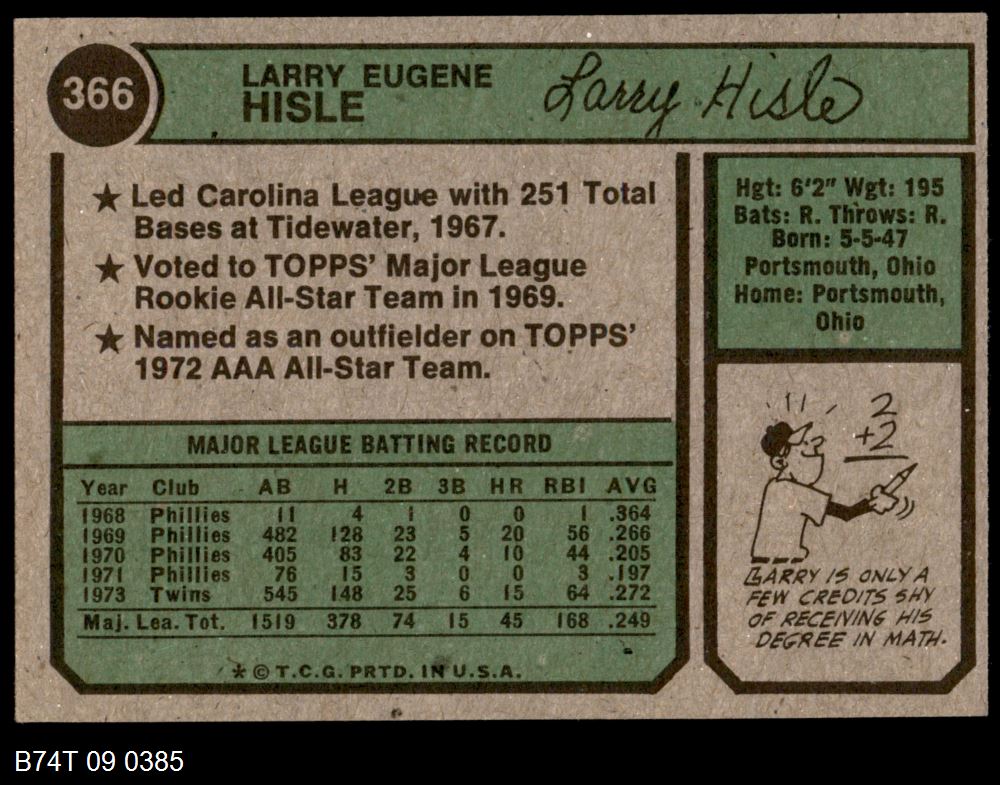 366
LARRY EUGENE
HISLE
Larry Hisle
★ Led Carolina League with 251 Total
Bases at Tidewater, 1967.
★ Voted to TOPPS' Major League
Rookie All-Star Team in 1969.
★ Named as an outfielder on TOPPS'
1972 AAA All-Star Team.
Hgt: 6'2" Wgt: 195
Bats: R. Throws: R.
Born: 5-5-47
Portsmouth, Ohio
Home: Portsmouth,
Ohio
MAJOR LEAGUE BATTING RECORD
Year Club AB H 2B 3B HR RBI AVG
1968 Phillies 11 4 1 0 0 1 .364
1969 Phillies 482 128 23 5 20 56 .266
1970 Phillies 405 83 22 4 10 44 .205
1971 Phillies 76 15 3 0 0 3 .197
1973 Twins 545 148 25 6 15 64 .272
Maj. Lea. Tot. 1519 378 74 15 45 168 .249
* © T.C.G. PRTD. IN U.S.A.
2
+2
LARRY IS ONLY A
FEW CREDITS SHY
OF RECEIVING HIS
DEGREE IN MATH.
B74T 09 0385